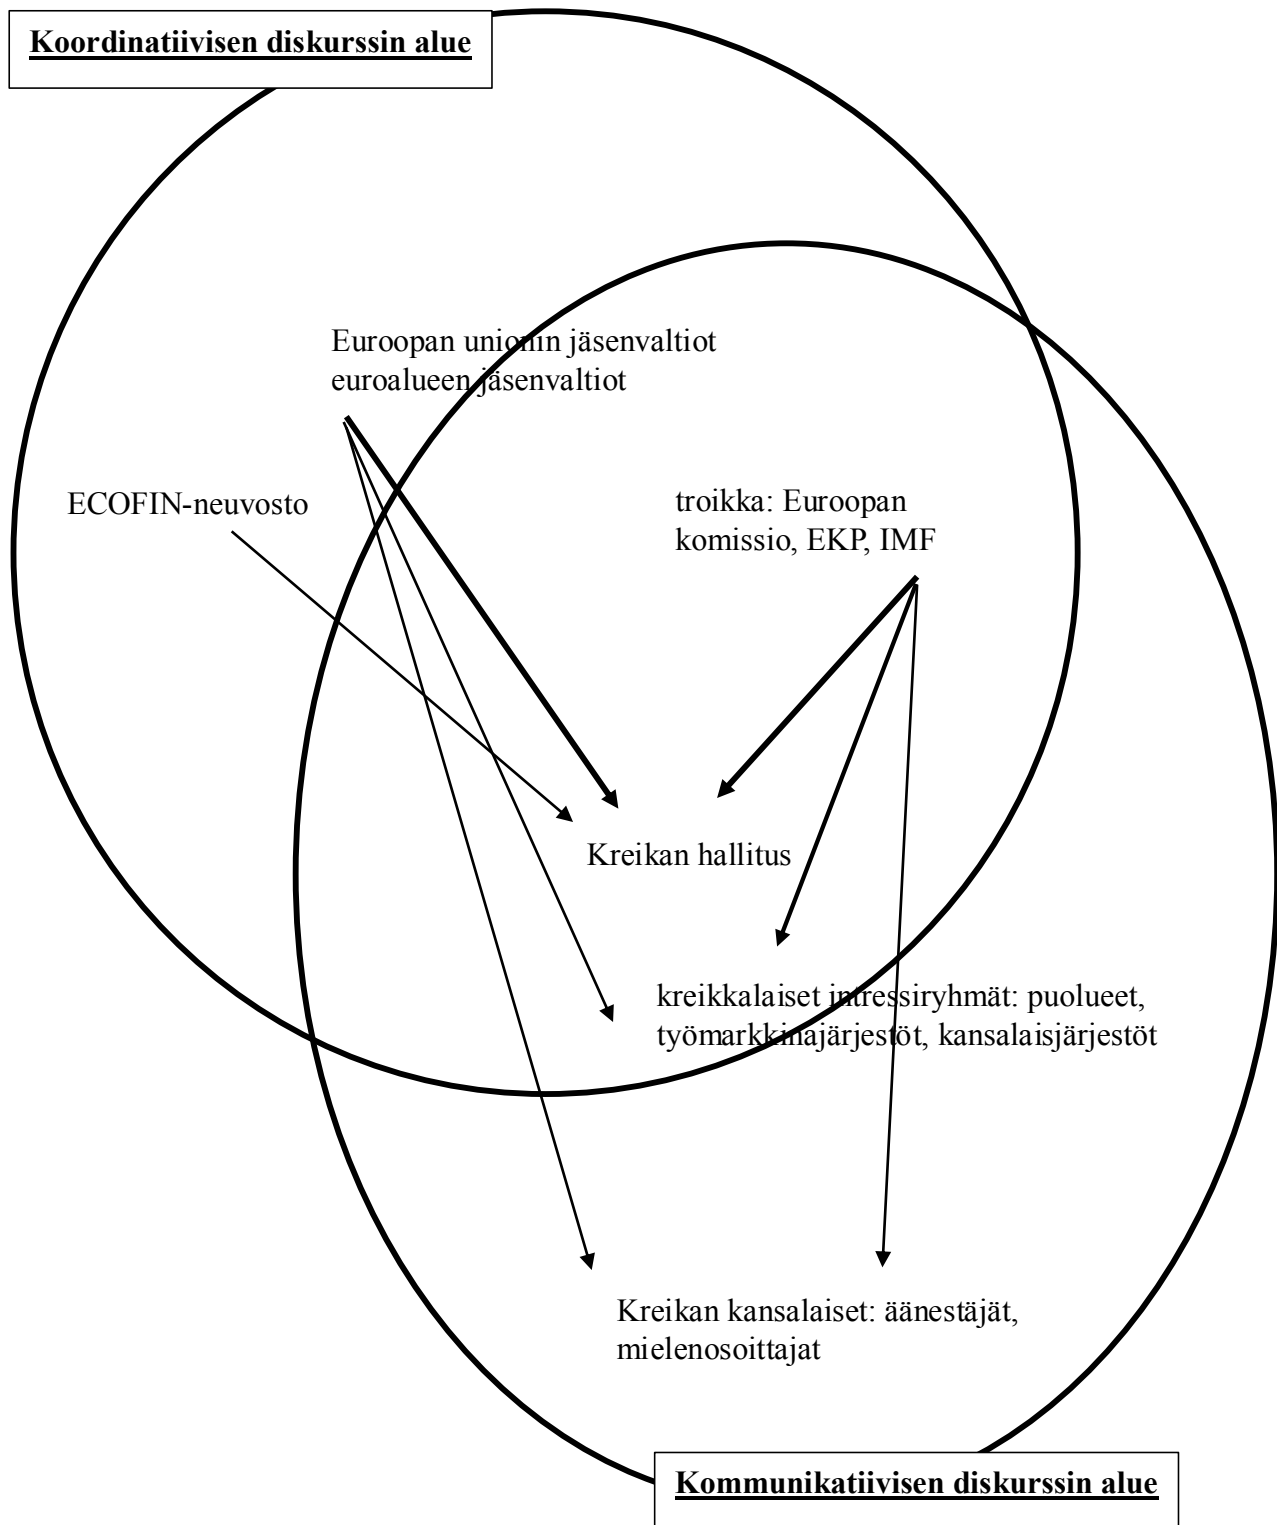 Koordinatiivisen diskurssin alue
Euroopan unionin jäsenvaltiot
euroalueen jäsenvaltiot
ECOFIN-neuvosto
troikka: Euroopan
komissio, EKP, IMF
Kreikan hallitus
kreikkalaiset intressiryhmät: puolueet,
työmarkkinajärjestöt, kansalaisjärjestöt
Kreikan kansalaiset: äänestäjät,
mielenosoittajat
Kommunikatiivisen diskurssin alue